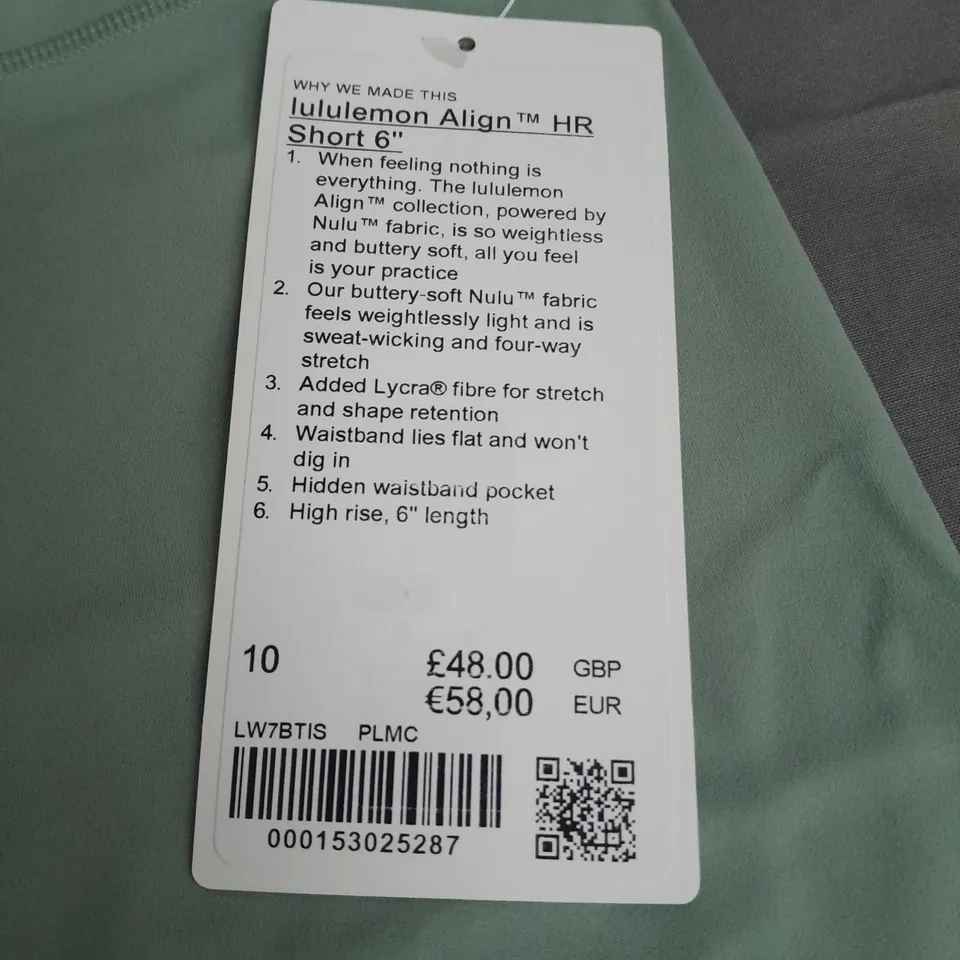 WHY WE MADE THIS
lululemon Align™ HR
Short 6"
1. When feeling nothing is
everything. The lululemon
Align™ collection, powered by
Nulu™ fabric, is so weightless
and buttery soft, all you feel
is your practice
2. Our buttery-soft Nulu™ fabric
feels weightlessly light and is
sweat-wicking and four-way
stretch
3. Added Lycra® fibre for stretch
and shape retention
4. Waistband lies flat and won't
dig in
5. Hidden waistband pocket
6. High rise, 6" length
10 £48.00 GBP
€58,00 EUR
LW7BTIS PLMC
000153025287